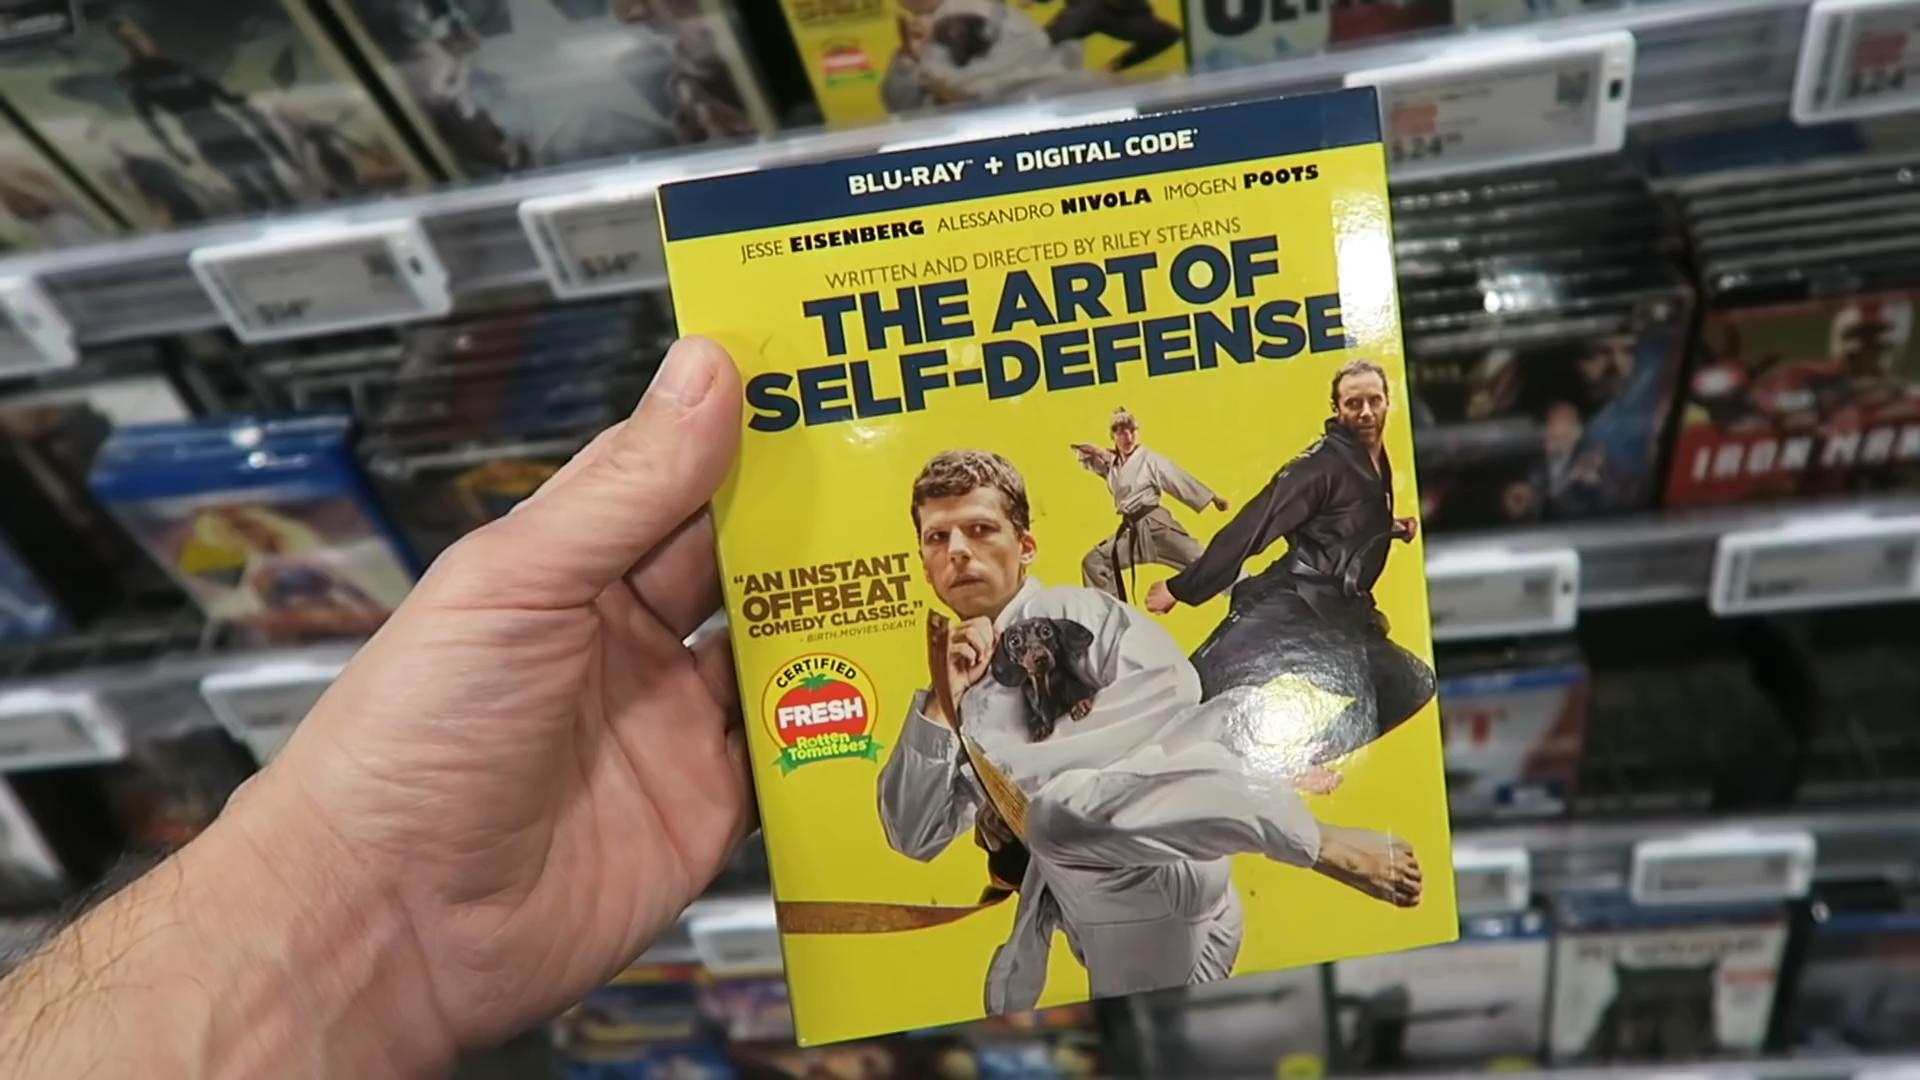 BLU-RAY™ + DIGITAL CODE*
JESSE EISENBERG ALESSANDRO NIVOLA IMOGEN POOTS
WRITTEN AND DIRECTED BY RILEY STEARNS
THE ART OF
SELF-DEFENSE
"AN INSTANT
OFFBEAT
COMEDY CLASSIC."
- BIRTH.MOVIES.DEATH
CERTIFIED
FRESH
Rotten
Tomatoes®
IRON MAN